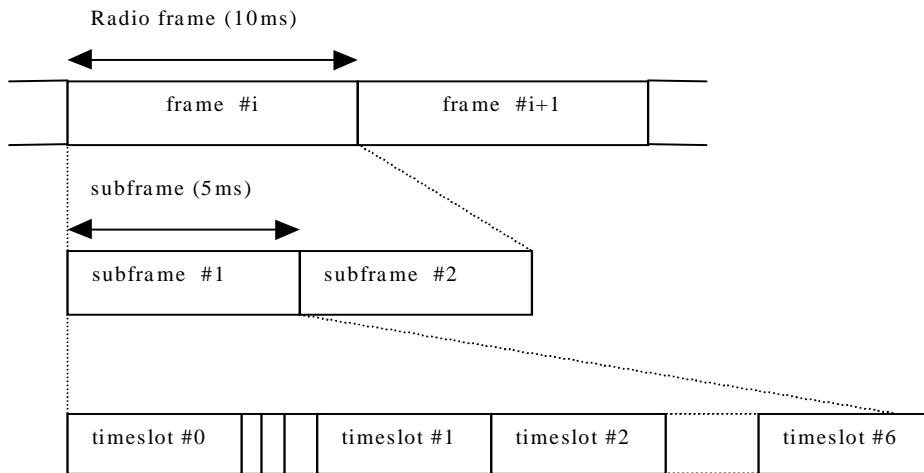 Radio frame (10ms)
frame #i frame #i+1
subframe (5ms)
subframe #1 subframe #2
timeslot #0 timeslot #1 timeslot #2 timeslot #6